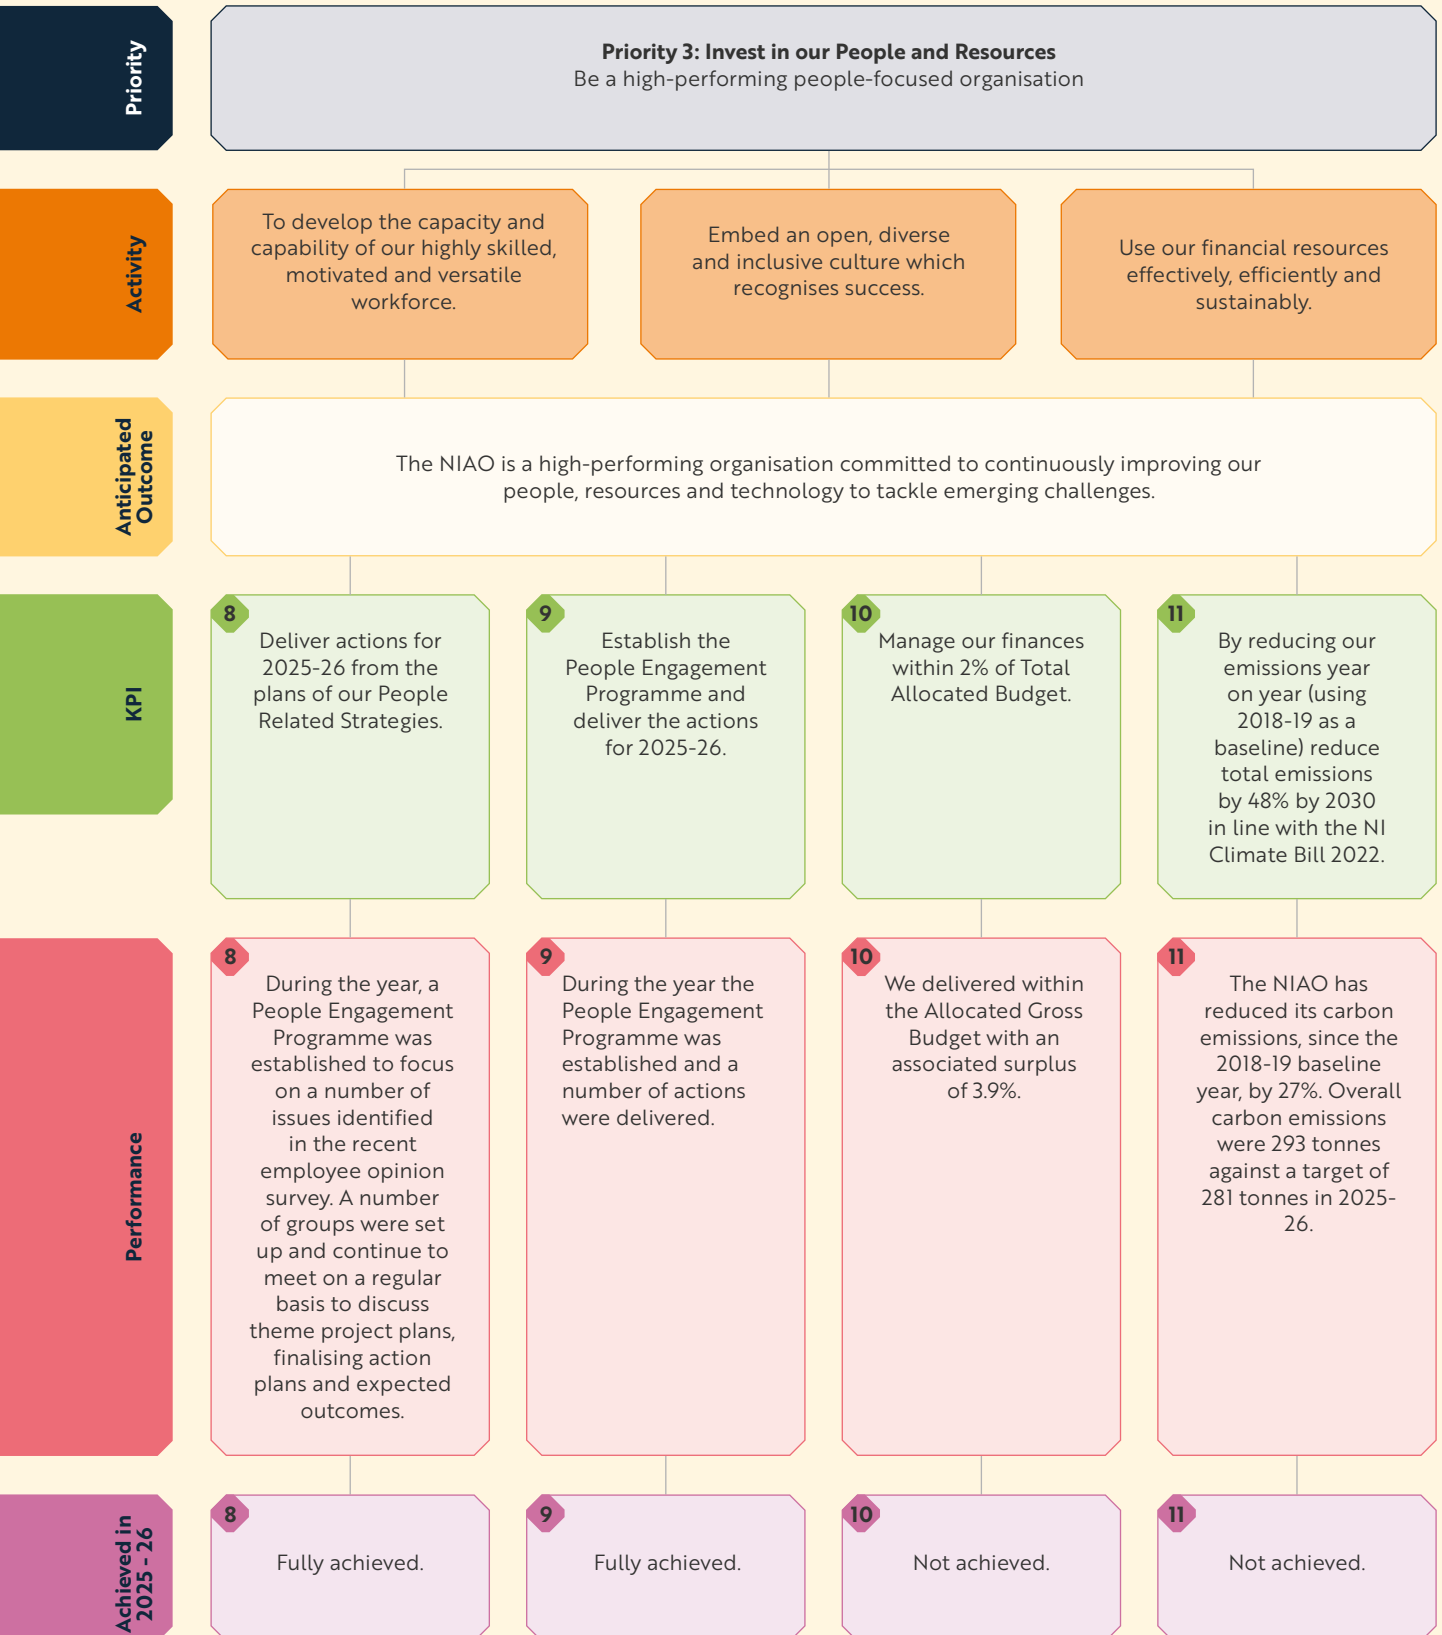 Priority
Priority 3: Invest in our People and Resources
Be a high-performing people-focused organisation
Activity
To develop the capacity and
capability of our highly skilled,
motivated and versatile
workforce.
Embed an open, diverse
and inclusive culture which
recognises success.
Use our financial resources
effectively, efficiently and
sustainably.
Anticipated
Outcome
The NIAO is a high-performing organisation committed to continuously improving our
people, resources and technology to tackle emerging challenges.
KPI
8
Deliver actions for
2025-26 from the
plans of our People
Related Strategies.
9
Establish the
People Engagement
Programme and
deliver the actions
for 2025-26.
10
Manage our finances
within 2% of Total
Allocated Budget.
11
By reducing our
emissions year
on year (using
2018-19 as a
baseline) reduce
total emissions
by 48% by 2030
in line with the NI
Climate Bill 2022.
Performance
8
During the year, a
People Engagement
Programme was
established to focus
on a number of
issues identified
in the recent
employee opinion
survey. A number
of groups were set
up and continue to
meet on a regular
basis to discuss
theme project plans,
finalising action
plans and expected
outcomes.
9
During the year the
People Engagement
Programme was
established and a
number of actions
were delivered.
10
We delivered within
the Allocated Gross
Budget with an
associated surplus
of 3.9%.
11
The NIAO has
reduced its carbon
emissions, since the
2018-19 baseline
year, by 27%. Overall
carbon emissions
were 293 tonnes
against a target of
281 tonnes in 2025-
26.
Achieved in
2025 - 26
8
Fully achieved.
9
Fully achieved.
10
Not achieved.
11
Not achieved.